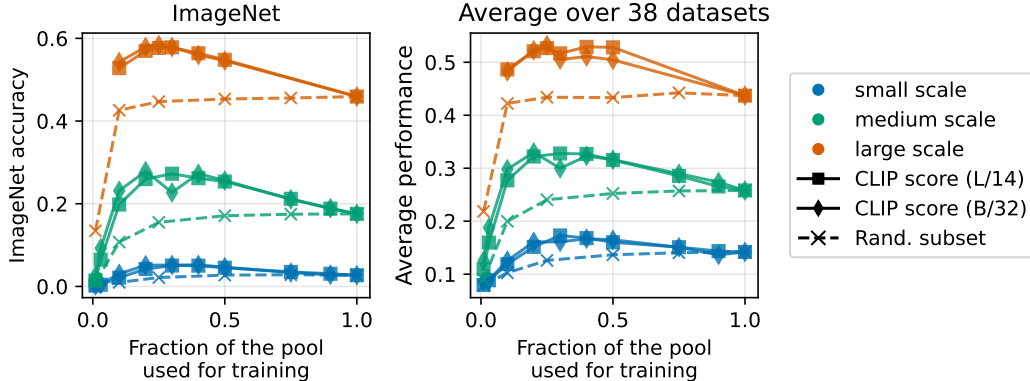 ImageNet
Average over 38 datasets
ImageNet accuracy
0.6
0.4
0.2
0.0
0.0
0.5
1.0
Fraction of the pool
used for training
Average performance
0.5
0.4
0.3
0.2
0.1
0.0
0.5
1.0
Fraction of the pool
used for training
small scale
medium scale
large scale
CLIP score (L/14)
CLIP score (B/32)
Rand. subset